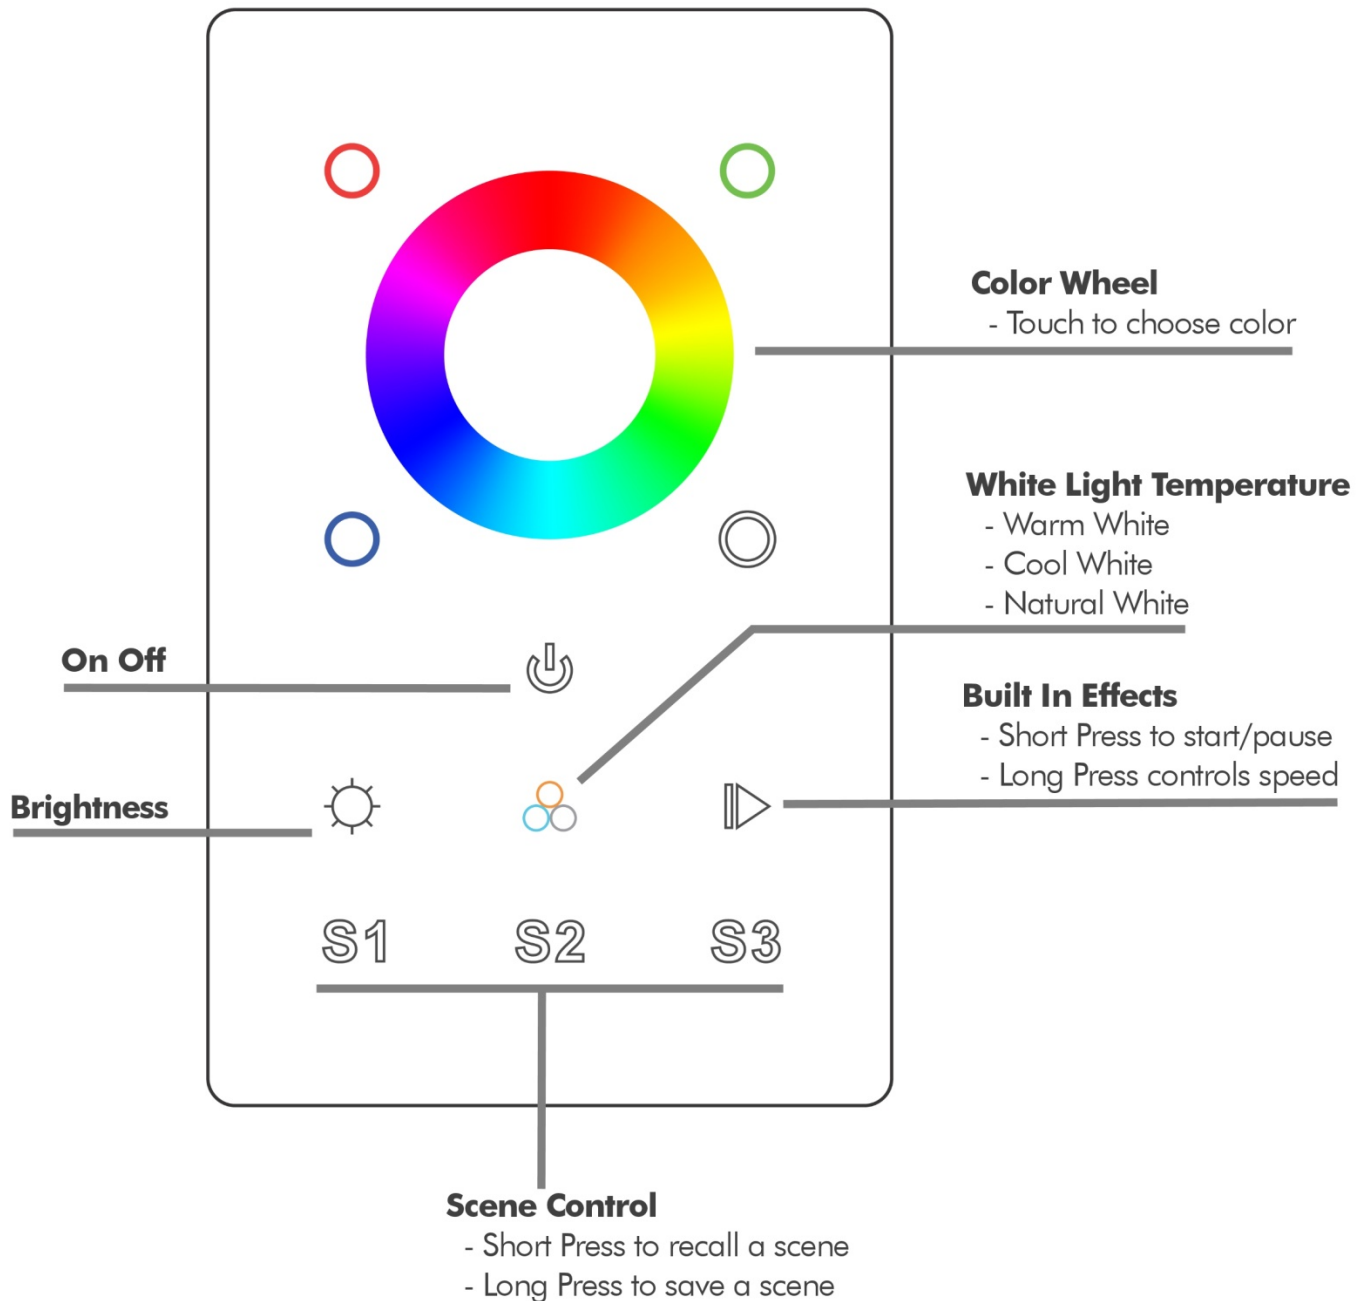 Color Wheel
- Touch to choose color
White Light Temperature
- Warm White
- Cool White
- Natural White
On Off
Built In Effects
- Short Press to start/pause
- Long Press controls speed
Brightness
S1 S2 S3
Scene Control
- Short Press to recall a scene
- Long Press to save a scene